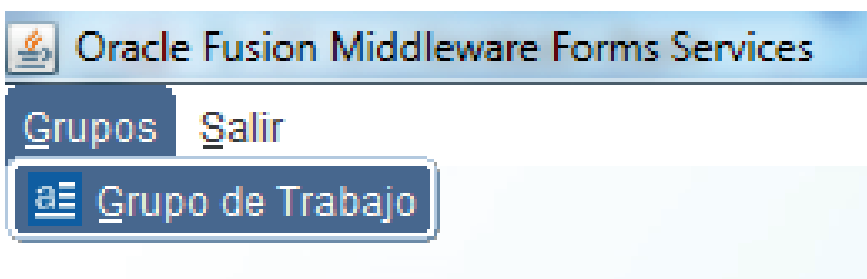 Oracle Fusion Middleware Forms Services
Grupos Salir
Grupo de Trabajo